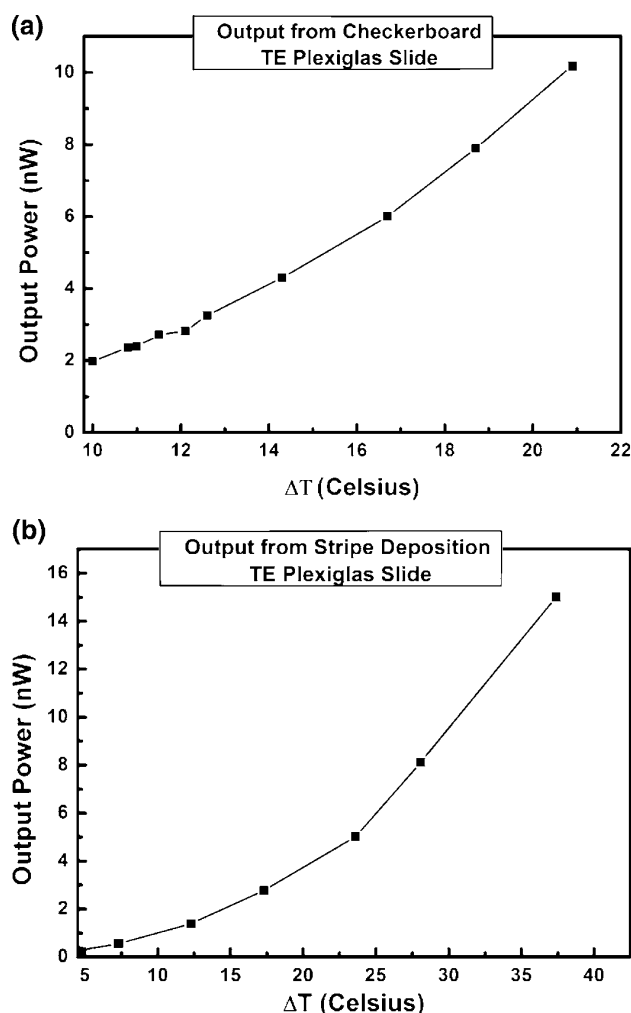 (a)
Output from Checkerboard
TE Plexiglas Slide
10
8
6
4
2
0
Output Power (nW)
10 12 14 16 18 20 22
ΔT (Celsius)
(b)
Output from Stripe Deposition
TE Plexiglas Slide
16
14
12
10
8
6
4
2
0
Output Power (nW)
5 10 15 20 25 30 35 40
ΔT (Celsius)